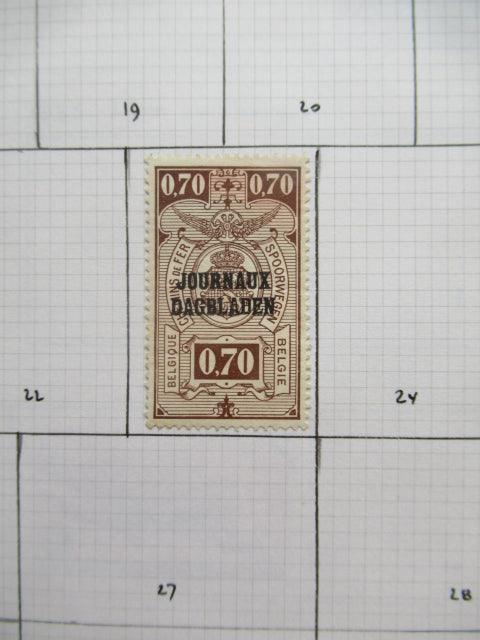 19
20
0,70 0,70
CHEMINS DE FER
SPOORWEGEN
JOURNAUX
DAGBLADEN
BELGIQUE
0,70
BELGIE
22
24
27
28